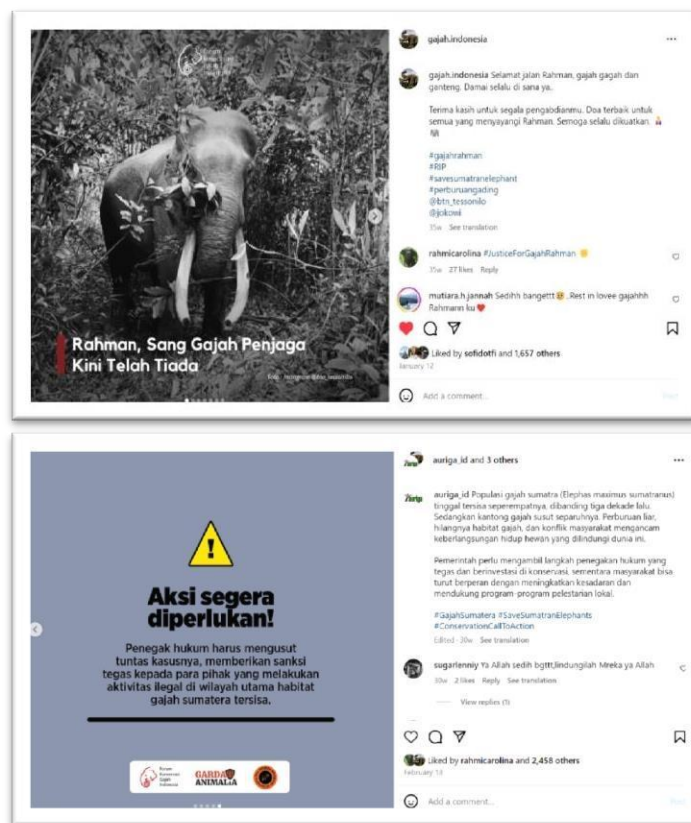 gajah.indonesia
gajah.indonesia Selamat jalan Rahman, gajah gagah dan
ganteng. Damai selalu di sana ya..
Terima kasih untuk segala pengabdianmu. Doa terbaik untuk
semua yang menyayangi Rahman. Semoga selalu dikuatkan.
#gajahrahman
#RIP
#savesumatranelephant
#perburuangading
@btn_tessonilo
@jokowi
35w See translation
rahmicarolina #JusticeForGajahRahman
35w 27 likes Reply
mutiara.h.jannah Sedihh bangettt ..Rest in lovee gajahhh
Rahmann ku
Liked by sofidotfi and 1,657 others
January 12
Add a comment...
Rahman, Sang Gajah Penjaga
Kini Telah Tiada
auriga_id and 3 others
auriga_id Populasi gajah sumatra (Elephas maximus sumatranus)
tinggal tersisa seperempatnya, dibanding tiga dekade lalu.
Sedangkan kantong gajah susut separuhnya. Perburuan liar,
hilangnya habitat gajah, dan konflik masyarakat mengancam
keberlangsungan hidup hewan yang dilindungi dunia ini.
Pemerintah perlu mengambil langkah penegakan hukum yang
tegas dan berinvestasi di konservasi, sementara masyarakat bisa
turut berperan dengan meningkatkan kesadaran dan
mendukung program-program pelestarian lokal.
#GajahSumatera #SaveSumatranElephants
#ConservationCallToAction
Edited · 30w See translation
sugarlenniy Ya Allah sedih bgttt,lindungilah Mreka ya Allah
30w 2 likes Reply See translation
View replies (1)
Liked by rahmicarolina and 2,458 others
February 13
Add a comment...
Aksi segera
diperlukan!
Penegak hukum harus mengusut
tuntas kasusnya, memberikan sanksi
tegas kepada para pihak yang melakukan
aktivitas ilegal di wilayah utama habitat
gajah sumatera tersisa.
Forum
Konservasi
Gajah
Indonesia
GARDA
ANIMALIA